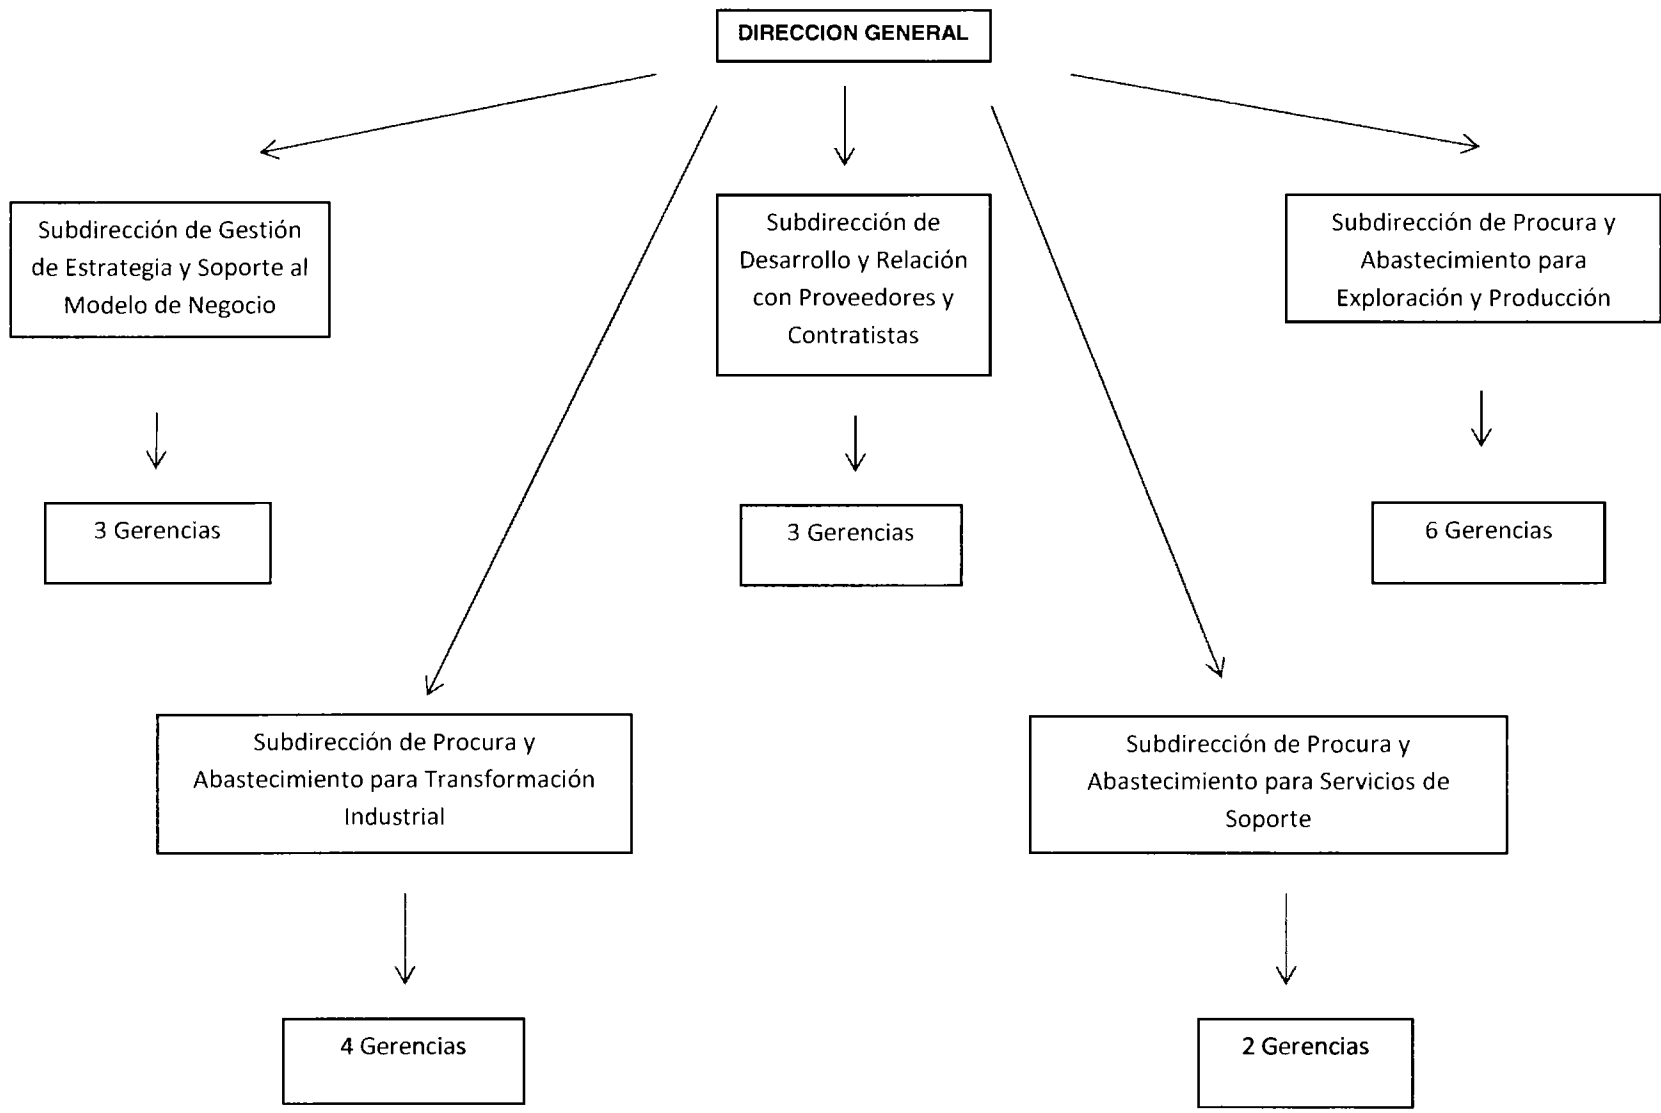 DIRECCION GENERAL
Subdirección de Gestión
de Estrategia y Soporte al
Modelo de Negocio
Subdirección de
Desarrollo y Relación
con Proveedores y
Contratistas
Subdirección de Procura y
Abastecimiento para
Exploración y Producción
3 Gerencias
3 Gerencias
6 Gerencias
Subdirección de Procura y
Abastecimiento para Transformación
Industrial
Subdirección de Procura y
Abastecimiento para Servicios de
Soporte
4 Gerencias
2 Gerencias